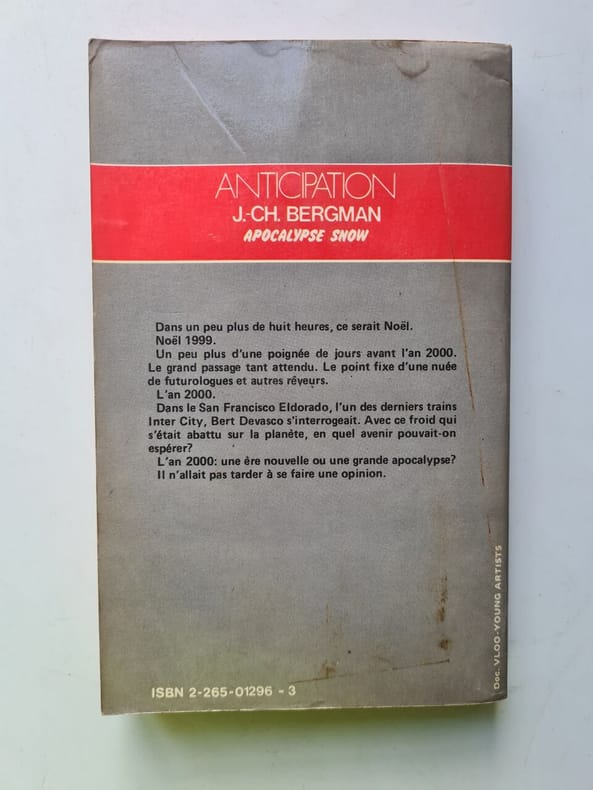 ANTICIPATION
J.-CH. BERGMAN
APOCALYPSE SNOW
Dans un peu plus de huit heures, ce serait Noël.
Noël 1999.
Un peu plus d'une poignée de jours avant l'an 2000.
Le grand passage tant attendu. Le point fixe d'une nuée
de futurologues et autres rêveurs.
L'an 2000.
Dans le San Francisco Eldorado, l'un des derniers trains
Inter City, Bert Devasco s'interrogeait. Avec ce froid qui
s'était abattu sur la planète, en quel avenir pouvait-on
espérer?
L'an 2000: une ère nouvelle ou une grande apocalypse?
Il n'allait pas tarder à se faire une opinion.
Doc. VLOO-YOUNG ARTISTS
ISBN 2-265-01296-3